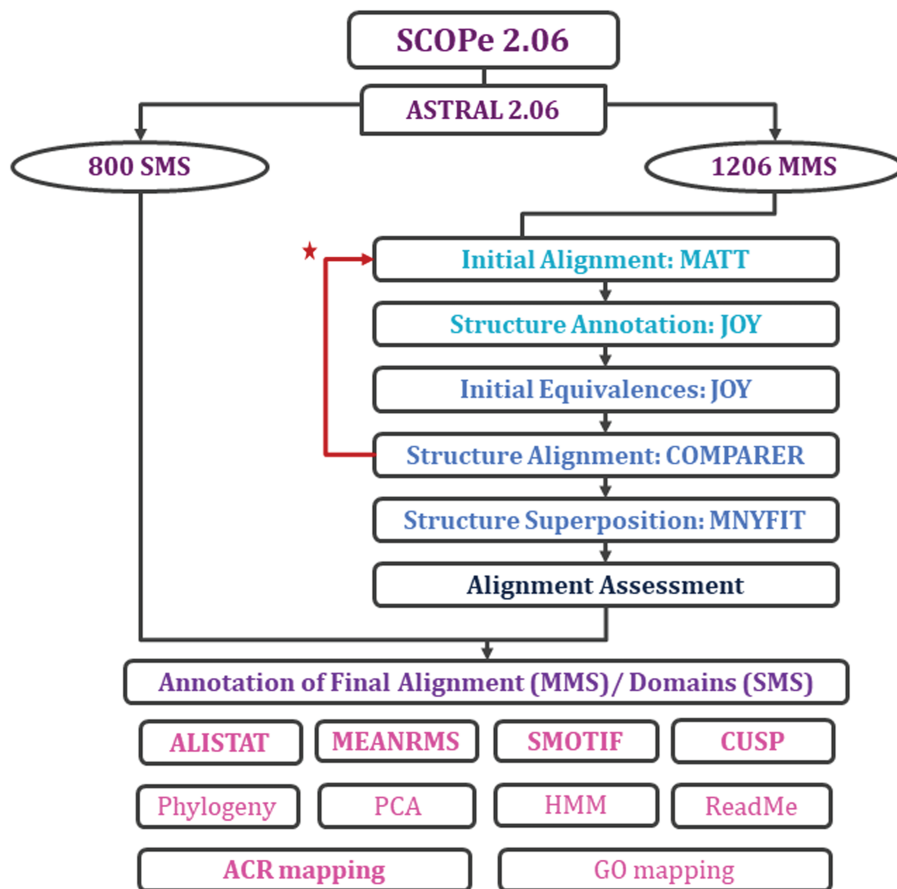 SCOPe 2.06
ASTRAL 2.06
800 SMS
1206 MMS
Initial Alignment: MATT
Structure Annotation: JOY
Initial Equivalences: JOY
Structure Alignment: COMPARER
Structure Superposition: MNYFIT
Alignment Assessment
Annotation of Final Alignment (MMS)/ Domains (SMS)
ALISTAT MEANRMS SMOTIF CUSP
Phylogeny PCA HMM ReadMe
ACR mapping GO mapping